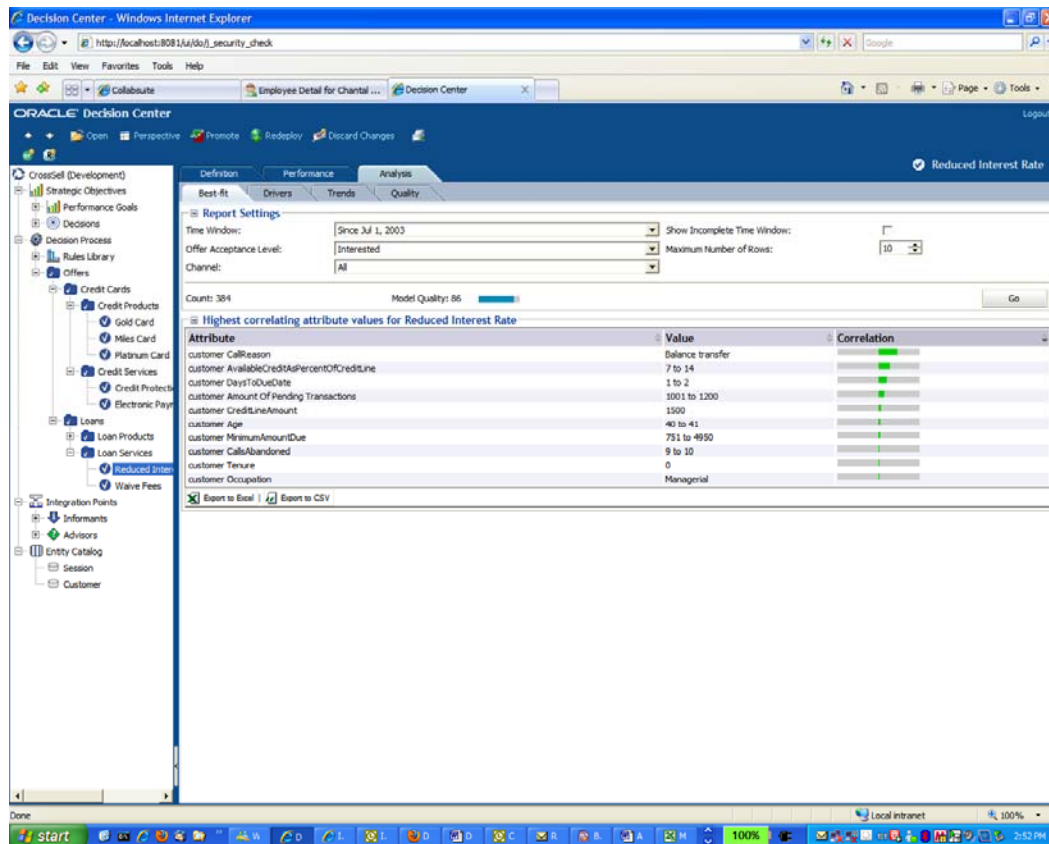 Decision Center - Windows Internet Explorer
http://localhost:8081/ui/do/j_security_check
Google
File Edit View Favorites Tools Help
Collabsuite
Employee Detail for Chantal ...
Decision Center
Page
Tools
ORACLE Decision Center
Logout
Open Perspective Promote Redeploy Discard Changes
Reduced Interest Rate
CrossSell (Development)
Strategic Objectives
Performance Goals
Decisions
Decision Process
Rules Library
Offers
Credit Cards
Credit Products
Gold Card
Miles Card
Platinum Card
Credit Services
Credit Protecti
Electronic Payr
Loans
Loan Products
Loan Services
Reduced Inter
Waive Fees
Integration Points
Informants
Advisors
Entity Catalog
Session
Customer
Definition Performance Analysis
Best-fit Drivers Trends Quality
Report Settings
Time Window: Since Jul 1, 2003 Show Incomplete Time Window:
Offer Acceptance Level: Interested Maximum Number of Rows: 10
Channel: All
Count: 384 Model Quality: 86 Go
Highest correlating attribute values for Reduced Interest Rate
Attribute Value Correlation
customer CallReason Balance transfer
customer AvailableCreditAsPercentOfCreditLine 7 to 14
customer DaysToDueDate 1 to 2
customer Amount Of Pending Transactions 1001 to 1200
customer CreditLineAmount 1500
customer Age 40 to 41
customer MinimumAmountDue 751 to 4950
customer CallsAbandoned 9 to 10
customer Tenure 0
customer Occupation Managerial
Export to Excel | Export to CSV
Done
Local intranet
100%
start
100%
2:52 PM